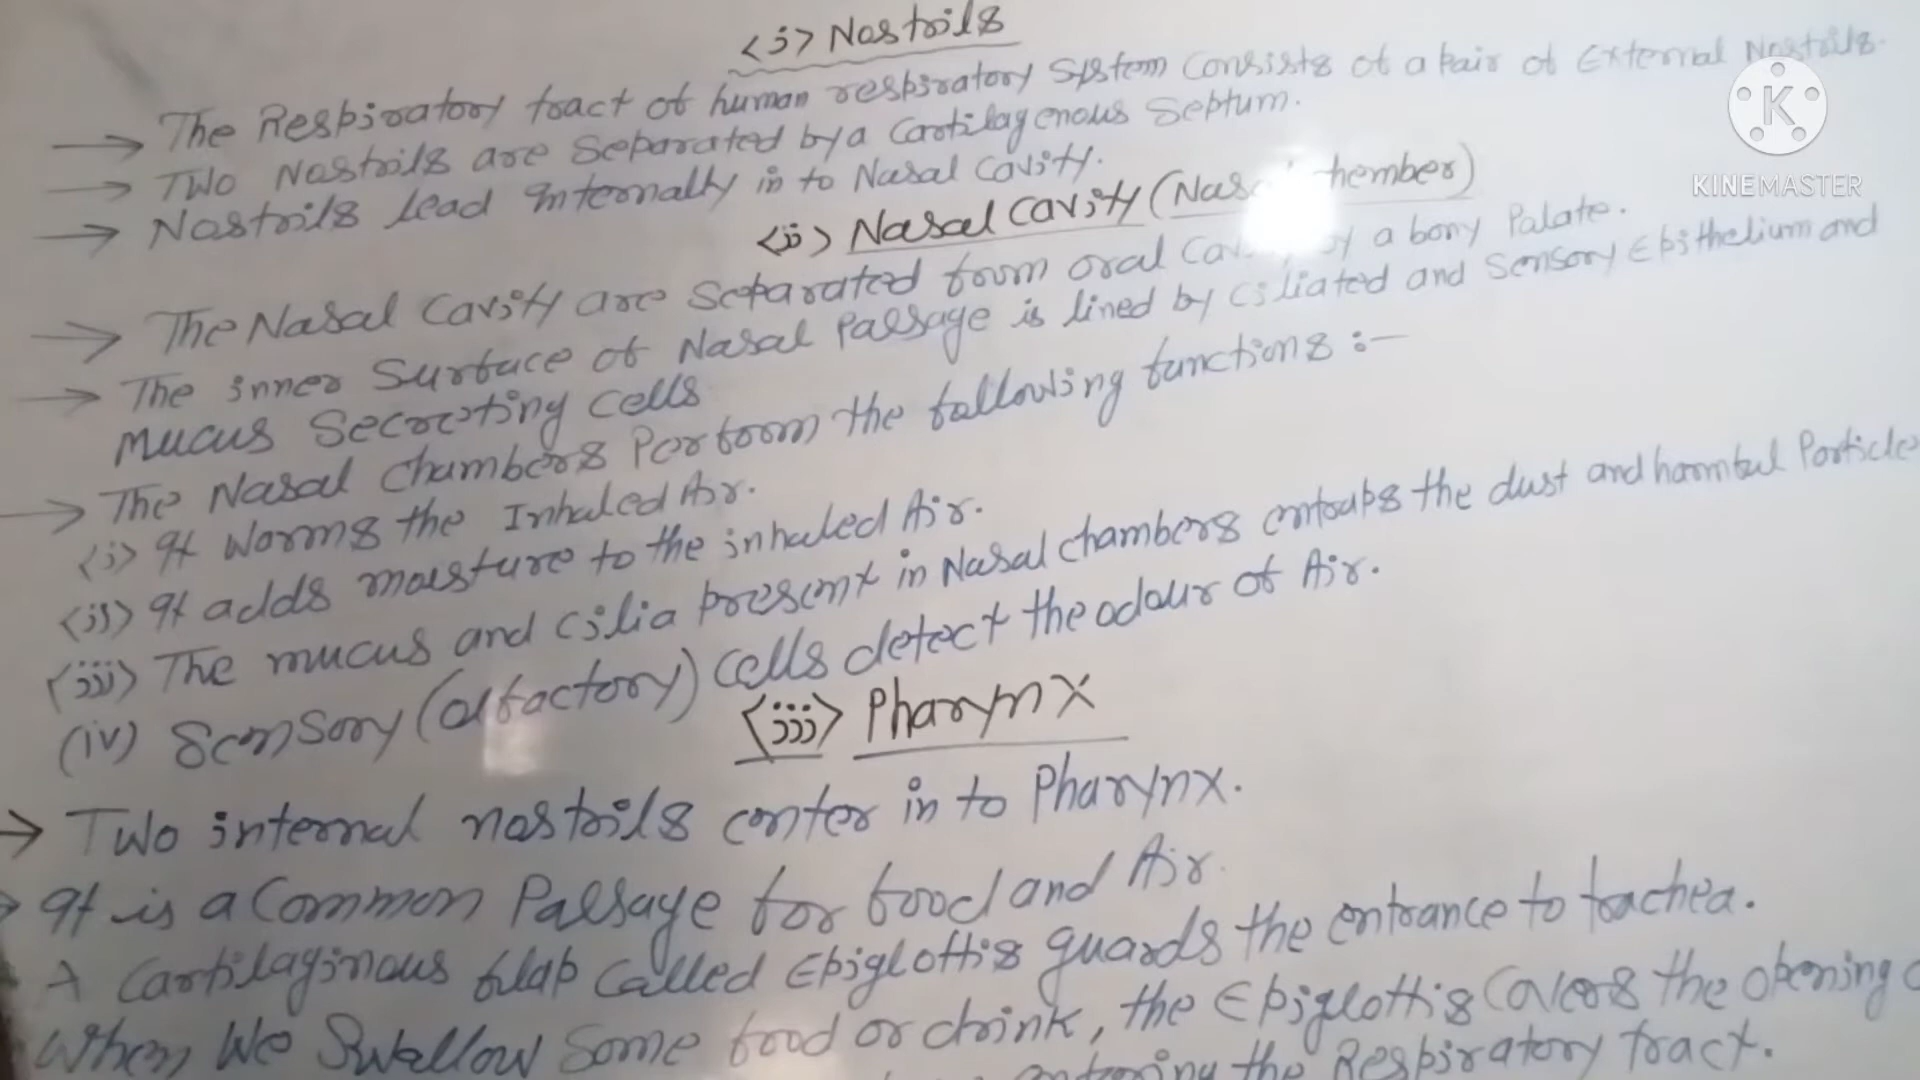 <i> Nostrils
→ The Respiratory tract of human respiratory System Consists of a Pair of External Nostrils.
→ Two Nostrils are Separated by a Cartilagenous Septum.
→ Nostrils lead Internally in to Nasal Cavity.
<ii> Nasal Cavity (Nas hember)
→ The Nasal Cavity are Separated from oral by a bony Palate.
→ The inner Surface of Nasal Passage is lined by Ciliated and Sensory Epithelium and
Mucus Secreting Cells
→ The Nasal Chambers Perform the following functions :-
<i> It Worms the Inhaled Air.
<ii> It adds moisture to the inhaled Air.
<iii> The mucus and Cilia present in Nasal chambers entraps the dust and harmful Particle
(iv) Sensory (olfactory) Cells detect the odour of Air.
<iii> Pharynx
→ Two internal nostrils enter in to Pharynx.
→ It is a Common Passage for food and Air.
A Cartilaginous flap Called Epiglottis guards the entrance to trachea.
When We Swallow Some food or drink, the Epiglottis Covers the opening
entering the Respiratory tract.
K
KINEMASTER